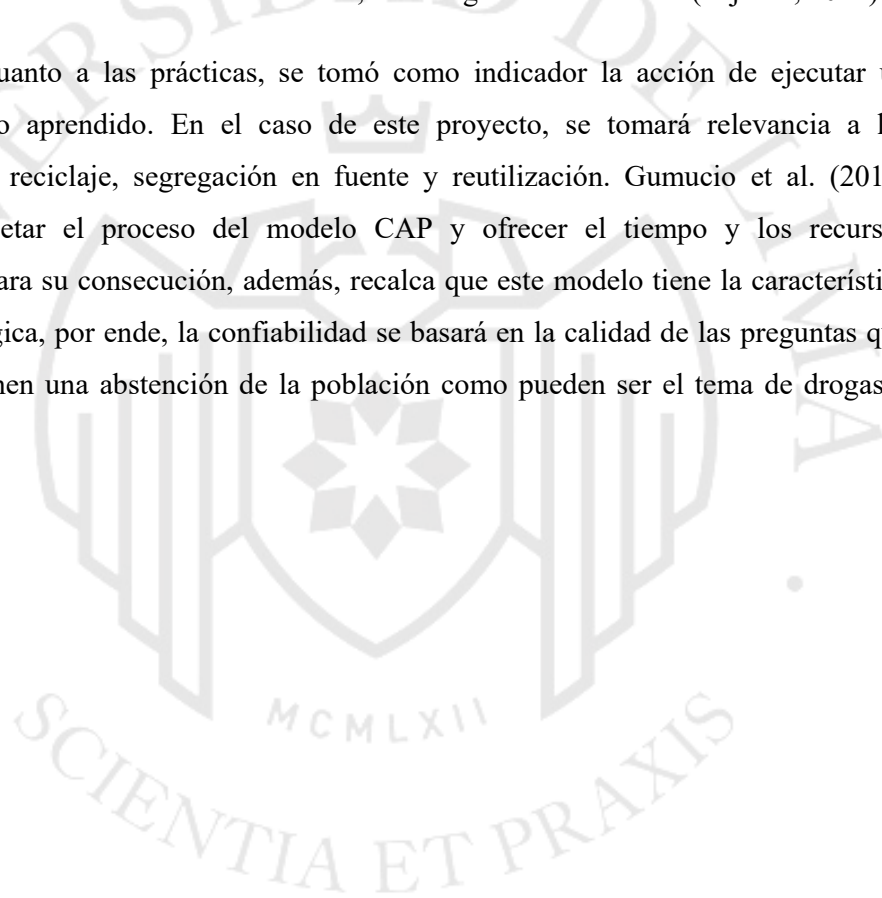 uanto a las prácticas, se tomó como indicador la acción de ejecutar
o aprendido. En el caso de este proyecto, se tomará relevancia a
reciclaje, segregación en fuente y reutilización. Gumucio et al. (201
etar el proceso del modelo CAP y ofrecer el tiempo y los recurs
ara su consecución, además, recalca que este modelo tiene la característi
gica, por ende, la confiabilidad se basará en la calidad de las preguntas q
nen una abstención de la población como pueden ser el tema de drogas
MCMLXII
SCIENTIA ET PRAXIS
DE LIMA